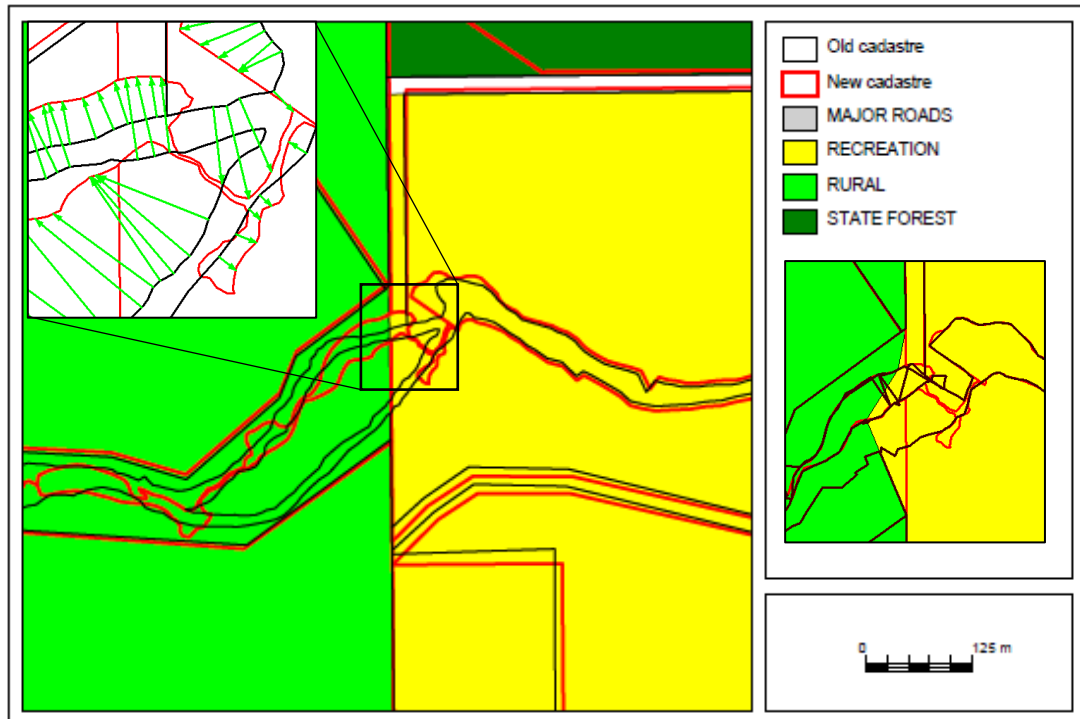 Old cadastre
New cadastre
MAJOR ROADS
RECREATION
RURAL
STATE FOREST
0 125 m